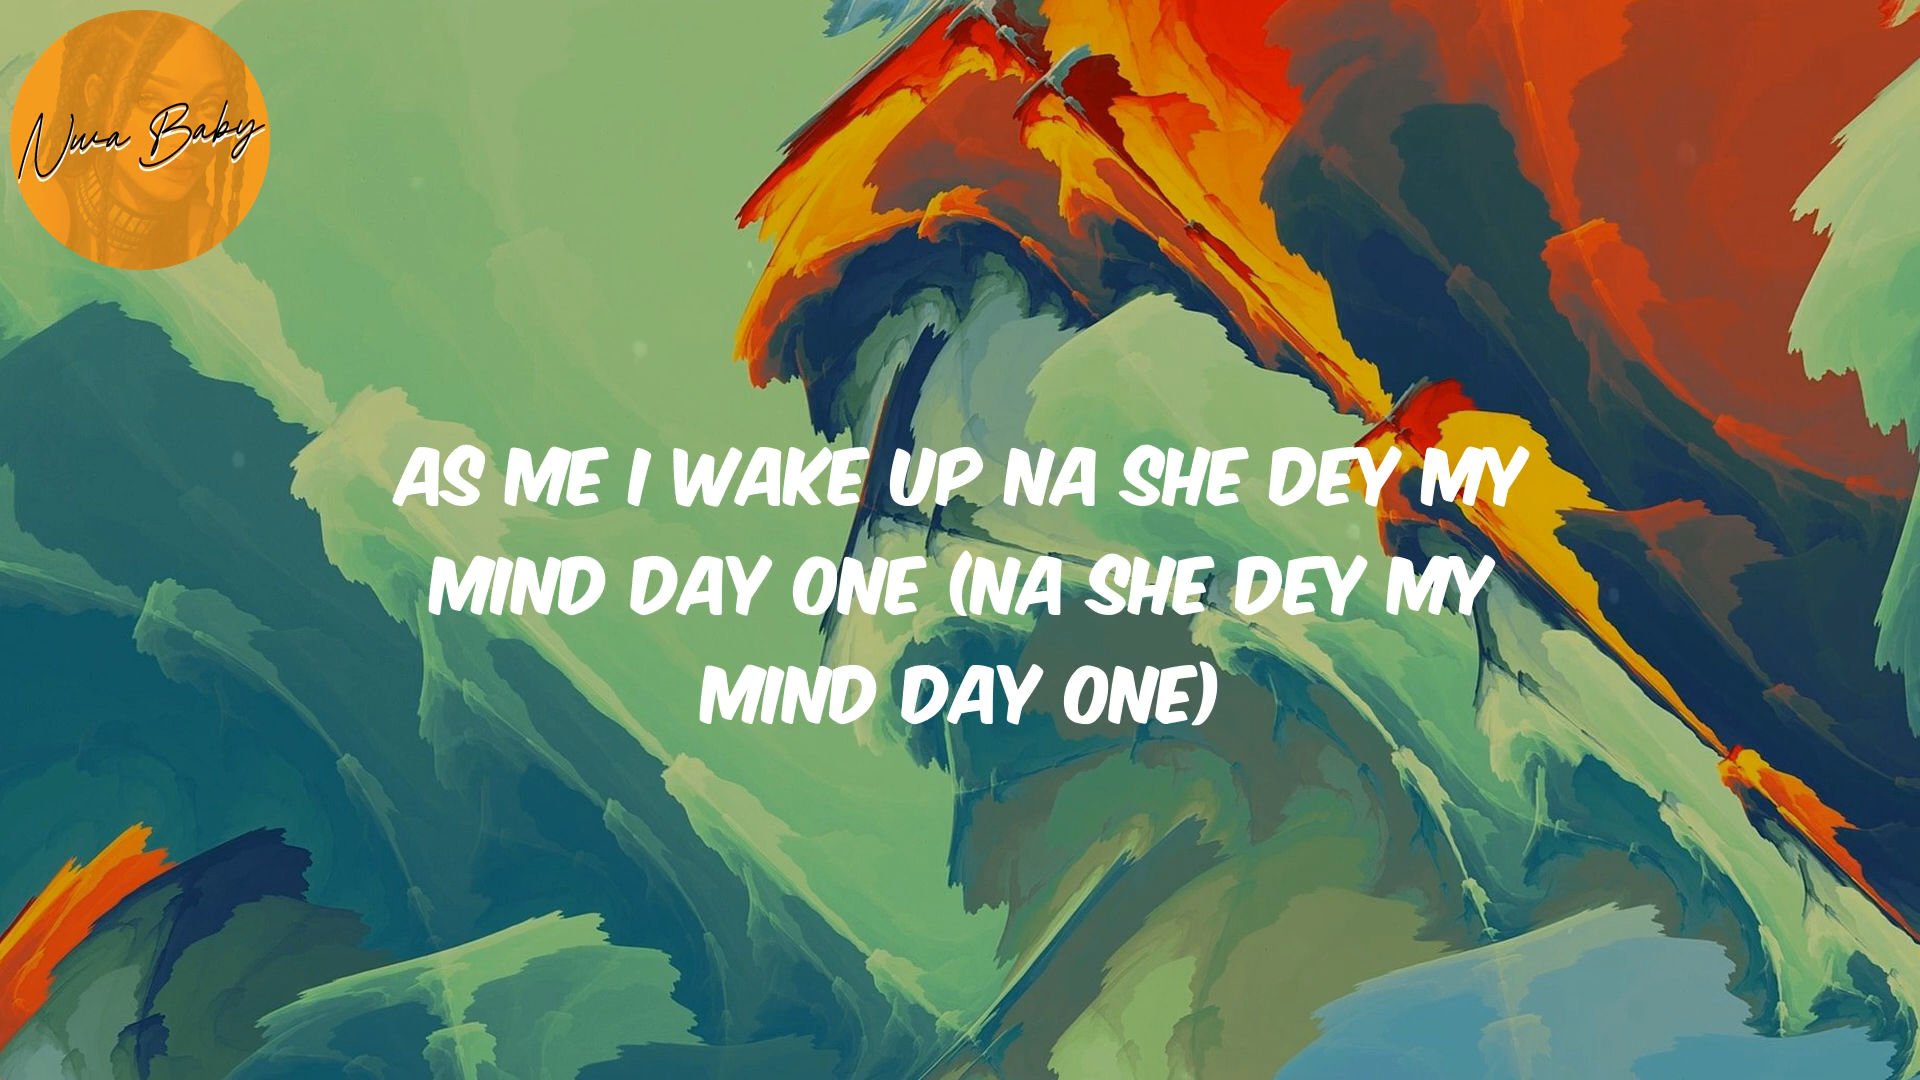 Nwa Baby
AS ME I WAKE UP NA SHE DEY MY
MIND DAY ONE (NA SHE DEY MY
MIND DAY ONE)